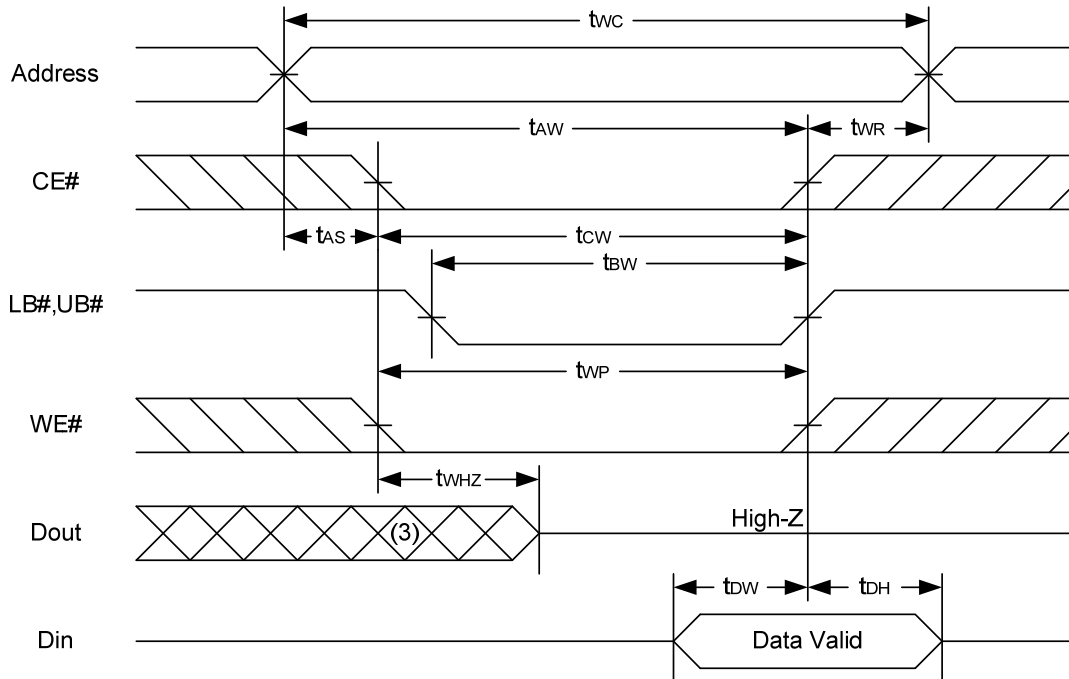 tWC
Address
tAW
tWR
CE#
tAS
tCW
tBW
LB#,UB#
tWP
WE#
tWHZ
Dout
(3)
High-Z
tDW
tDH
Din
Data Valid